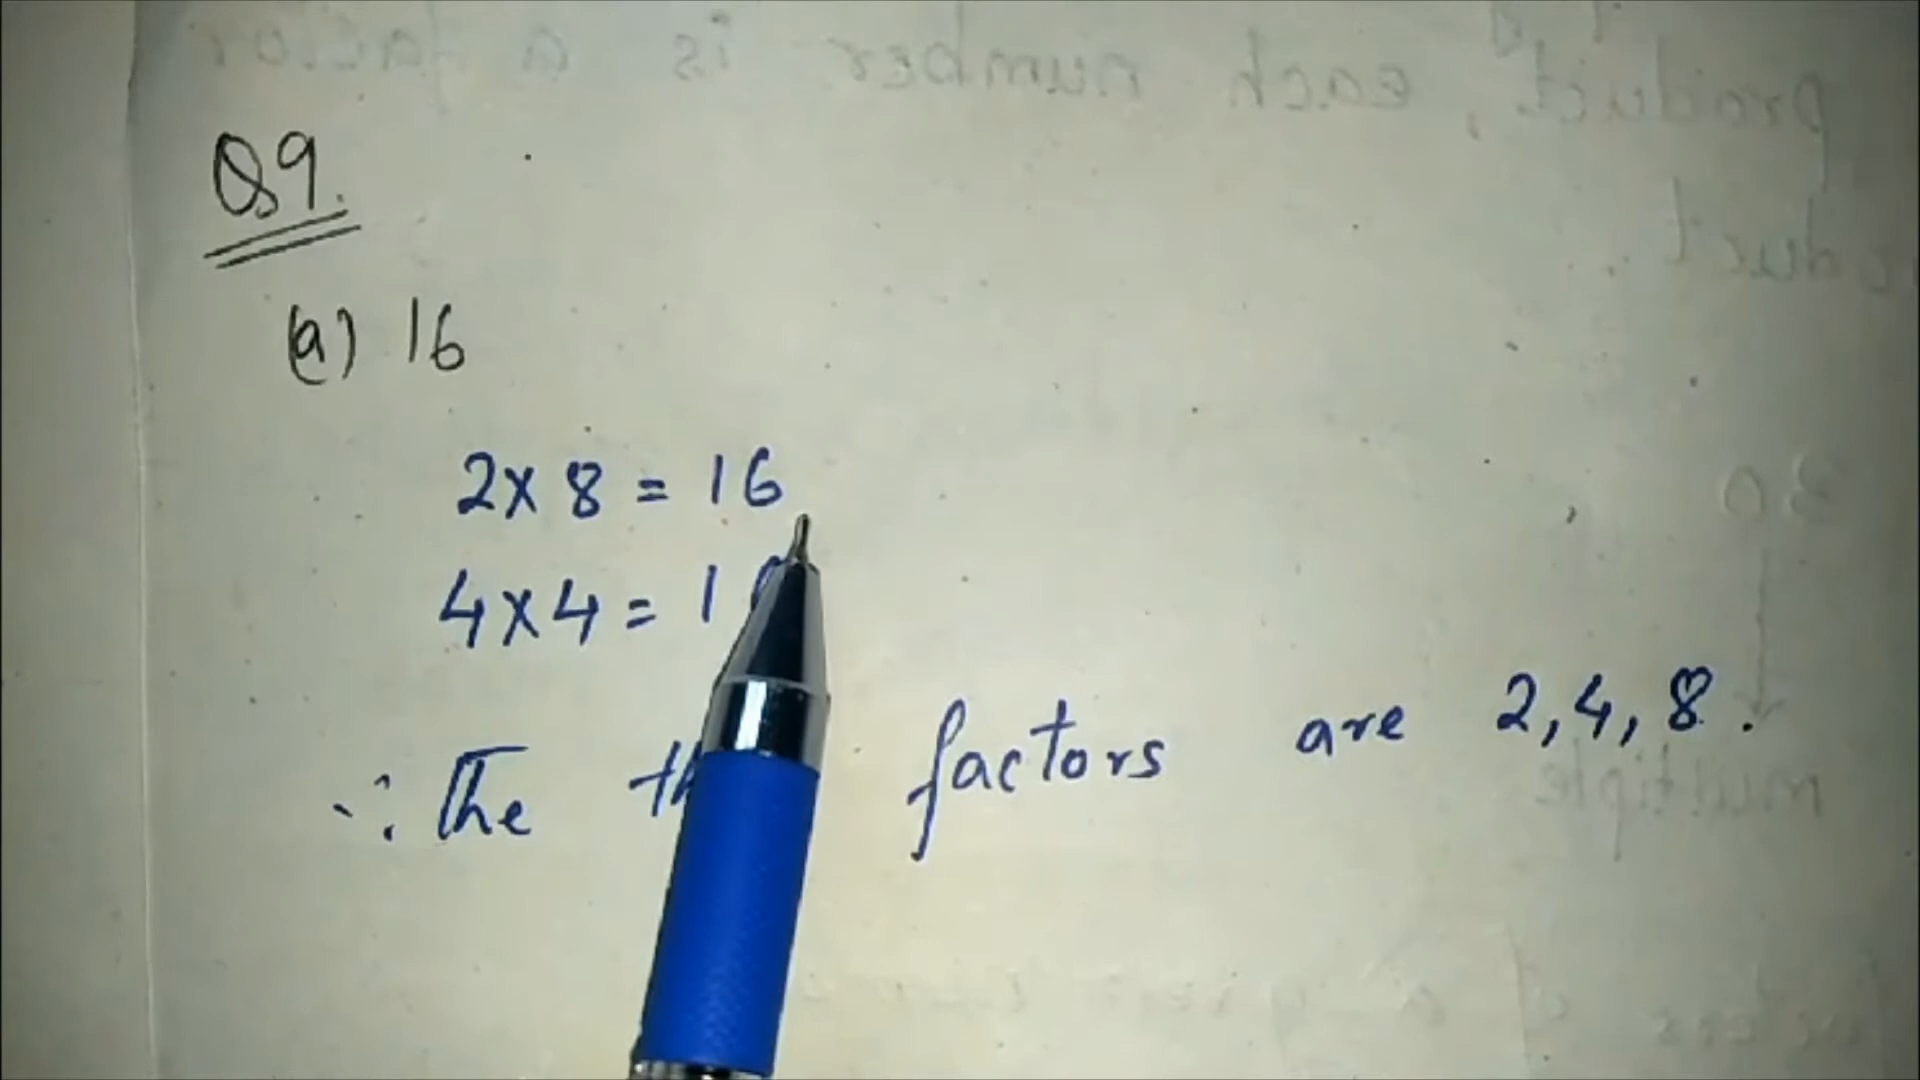 Q9.
(a) 16
2x8 = 16
4x4 = 1
∴ The factors are 2,4,8.